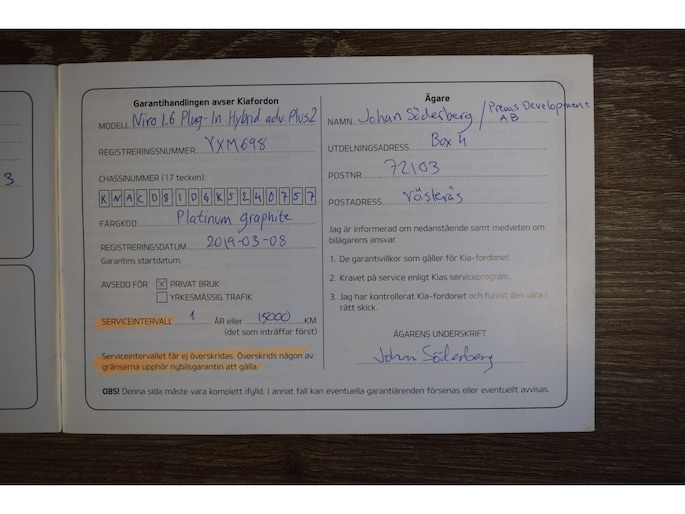 3
Garantihandlingen avser Kiafordon
MODELL Niro 1.6 Plug-In Hybrid adv. Plus2
REGISTRERINGSNUMMER YXM698
CHASSINUMMER (17 tecken):
KNACD81DGK5240757
FÄRGKOD Platinum graphite
REGISTRERINGSDATUM 2019-03-08
Garantins startdatum.
AVSEDD FÖR X PRIVAT BRUK
YRKESMÄSSIG TRAFIK
SERVICEINTERVALL 1 ÅR eller 15000 KM
(det som inträffar först)
Serviceintervallet får ej överskridas. Överskrids någon av
gränserna upphör nybilsgarantin att gälla.
Ägare
NAMN Johan Söderberg / Prevas Development AB
UTDELNINGSADRESS Box 4
POSTNR 72103
POSTADRESS Västerås
Jag är informerad om nedanstående samt medveten om
bilägarens ansvar.
1. De garantivillkor som gäller för Kia-fordonet.
2. Kravet på service enligt Kias serviceprogram.
3. Jag har kontrollerat Kia-fordonet och funnit den vara i
rätt skick.
ÄGARENS UNDERSKRIFT
Johan Söderberg
OBS! Denna sida måste vara komplett ifylld. I annat fall kan eventuella garantiärenden försenas eller eventuellt avvisas.